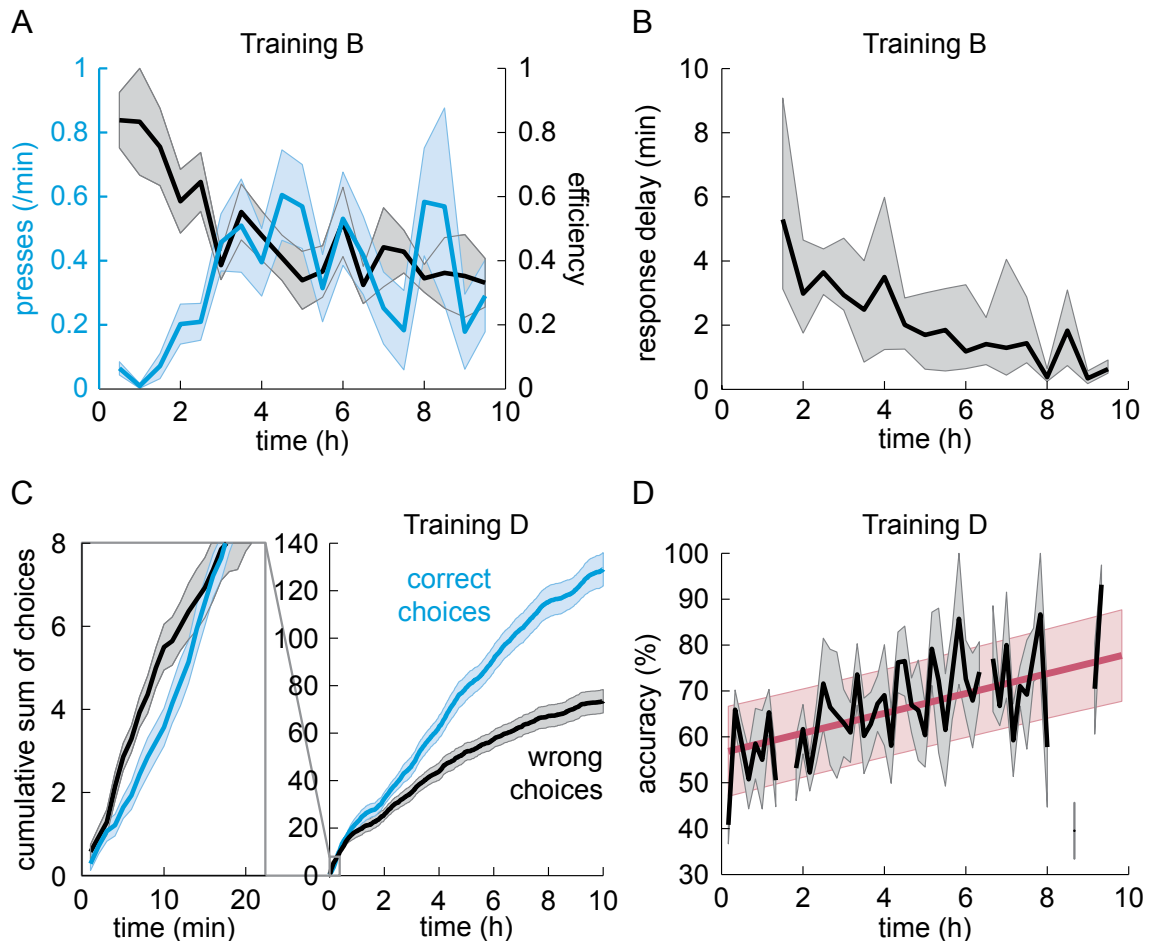 A
Training B
presses (/min)
1
0.8
0.6
0.4
0.2
0
1
0.8
0.6
0.4
0.2
0
efficiency
0 2 4 6 8 10
time (h)
B
Training B
response delay (min)
10
8
6
4
2
0
0 2 4 6 8 10
time (h)
C
Training D
cumulative sum of choices
8
6
4
2
0
0 10 20
time (min)
140
120
100
80
60
40
20
0
correct
choices
wrong
choices
0 2 4 6 8 10
time (h)
D
Training D
accuracy (%)
100
90
80
70
60
50
40
30
0 2 4 6 8 10
time (h)